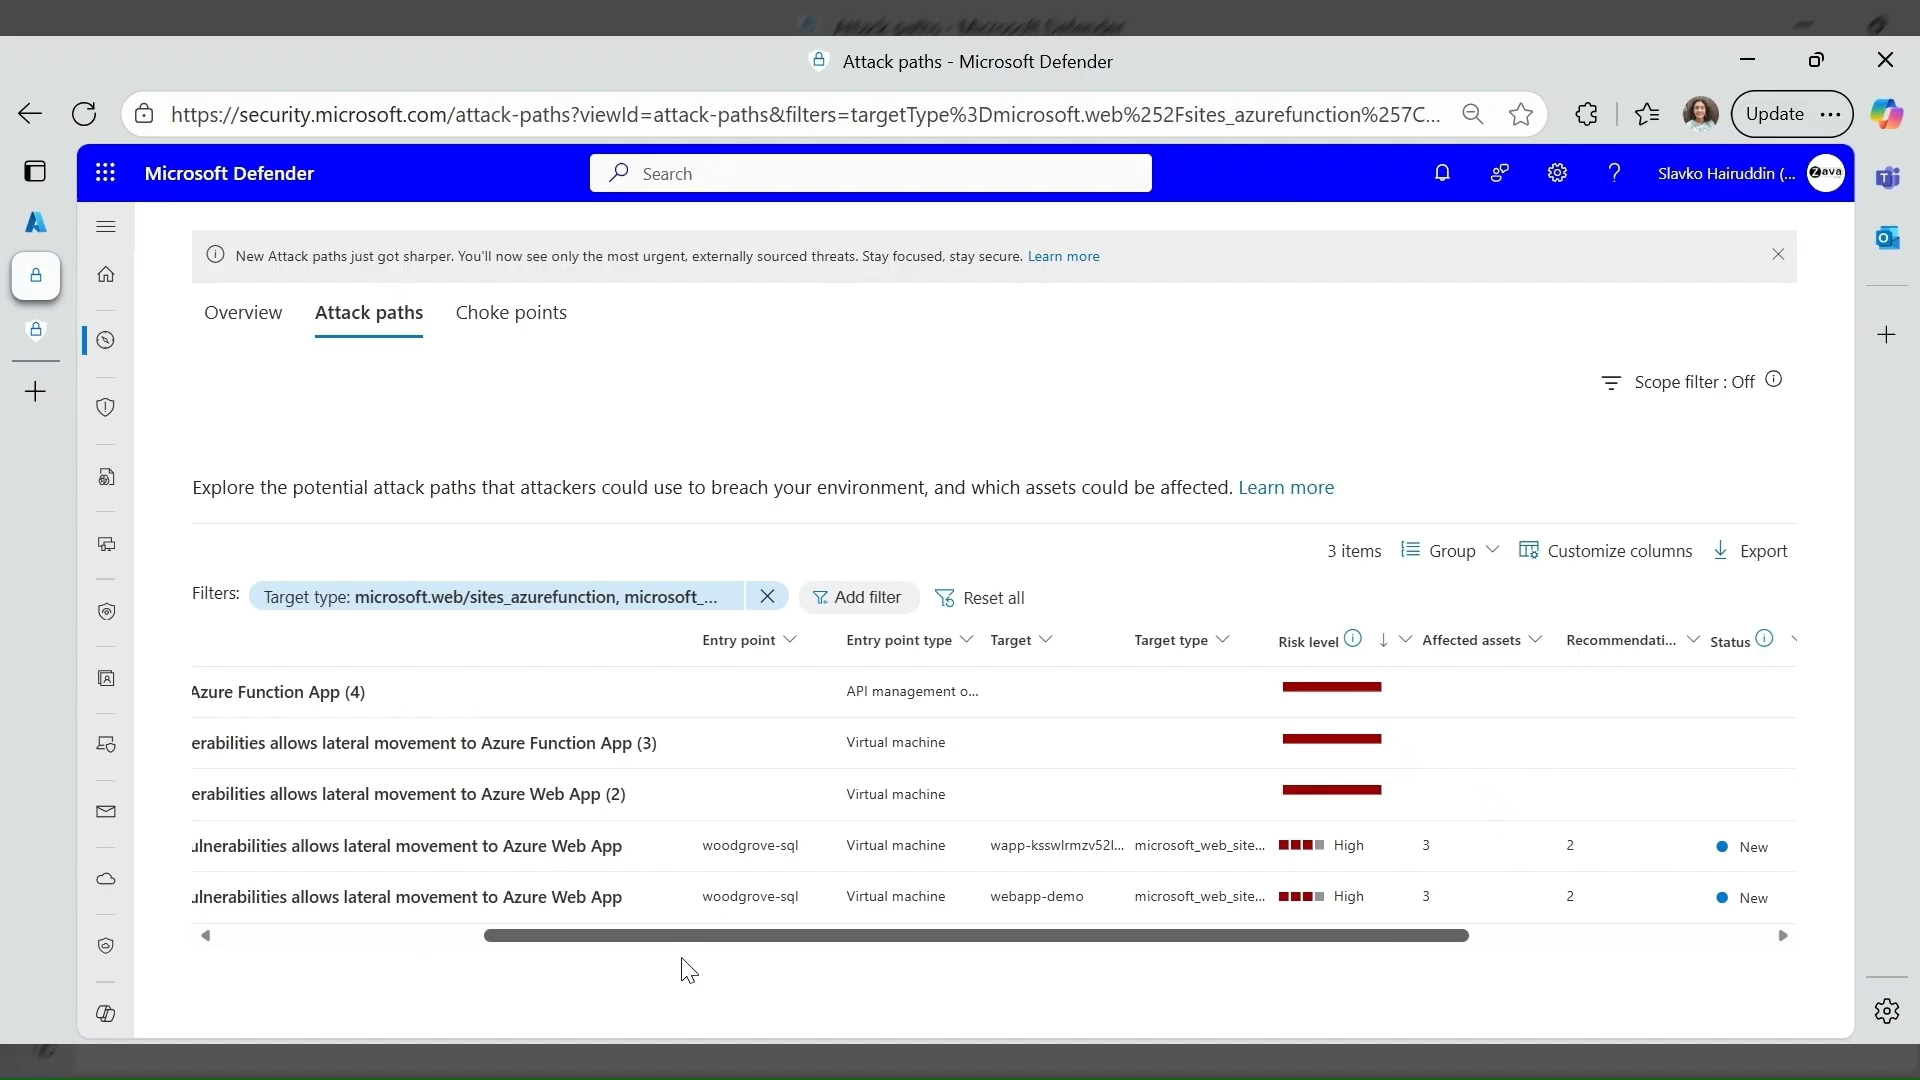 Attack paths - Microsoft Defender
https://security.microsoft.com/attack-paths?viewId=attack-paths&filters=targetType%3Dmicrosoft.web%252Fsites_azurefunction%257C...
Update
Microsoft Defender
Search
Slavko Hairuddin (...
Zava
New Attack paths just got sharper. You'll now see only the most urgent, externally sourced threats. Stay focused, stay secure. Learn more
Overview
Attack paths
Choke points
Scope filter : Off
Explore the potential attack paths that attackers could use to breach your environment, and which assets could be affected. Learn more
3 items
Group
Customize columns
Export
Filters:
Target type: microsoft.web/sites_azurefunction, microsoft_...
Add filter
Reset all
Entry point
Entry point type
Target
Target type
Risk level
Affected assets
Recommendati...
Status
Azure Function App (4)
API management o...
erabilities allows lateral movement to Azure Function App (3)
Virtual machine
erabilities allows lateral movement to Azure Web App (2)
Virtual machine
ulnerabilities allows lateral movement to Azure Web App
woodgrove-sql
Virtual machine
wapp-ksswlrmzv52l...
microsoft_web_site...
High
3
2
New
ulnerabilities allows lateral movement to Azure Web App
woodgrove-sql
Virtual machine
webapp-demo
microsoft_web_site...
High
3
2
New